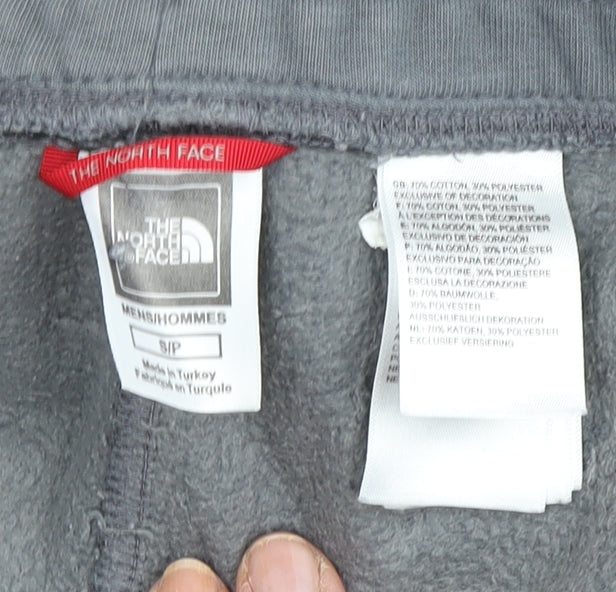 THE NORTH FACE
THE
NORTH
FACE
MENS/HOMMES
S/P
Made in Turkey
Fabriqué en Turquie
GB: 70% COTTON, 30% POLYESTER
EXCLUSIVE OF DECORATION
F: 70% COTON, 30% POLYESTER
À L'EXCEPTION DES DÉCORATIONS
E: 70% ALGODÓN, 30% POLIÉSTER
EXCLUSIVO DE DECORACIÓN
P: 70% ALGODÃO, 30% POLIÉSTER
EXCLUSIVO PARA DECORAÇÃO
I: 70% COTONE, 30% POLIESTERE
ESCLUSA LA DECORAZIONE
D: 70% BAUMWOLLE,
30% POLYESTER
AUSSCHLIESSLICH DEKORATION
NL: 70% KATOEN, 30% POLYESTER
EXCLUSIEF VERSIERING